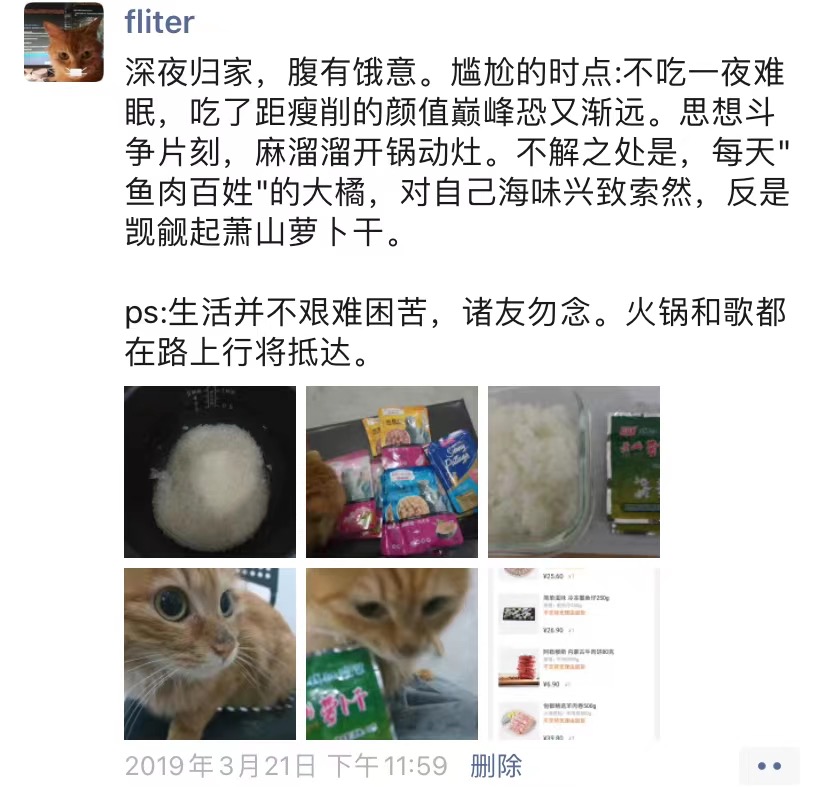 fliter
深夜归家，腹有饿意。尴尬的时点:不吃一夜难
眠，吃了距瘦削的颜值巅峰恐又渐远。思想斗
争片刻，麻溜溜开锅动灶。不解之处是，每天"
鱼肉百姓"的大橘，对自己海味兴致索然，反是
觊觎起萧山萝卜干。
ps:生活并不艰难困苦，诸友勿念。火锅和歌都
在路上行将抵达。
¥25.60 x1
¥26.90 x1
¥6.90 x1
¥39.80
2019年3月21日 下午11:59 删除